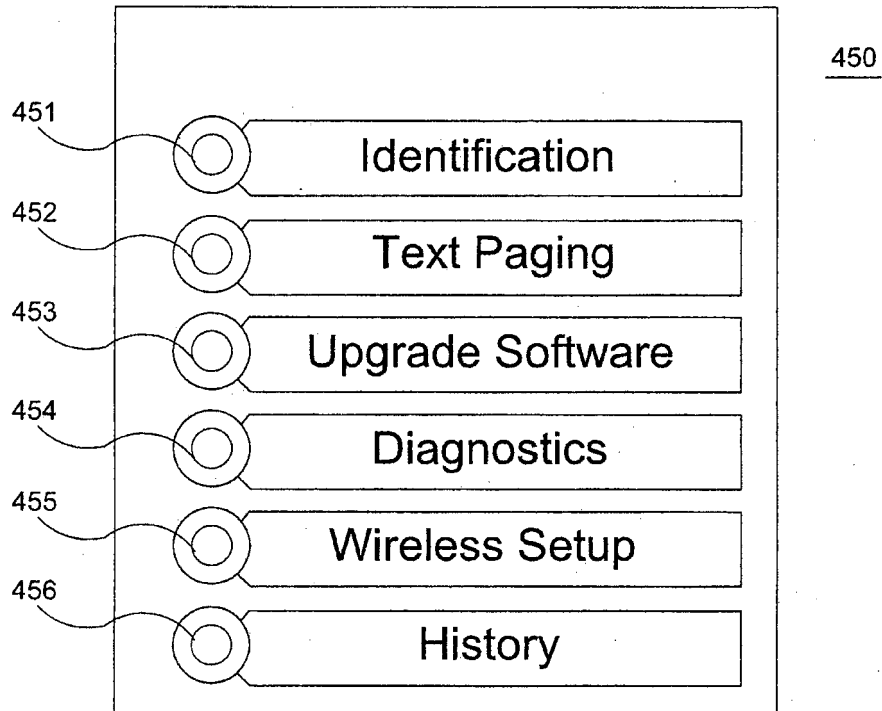 450
451
Identification
452
Text Paging
453
Upgrade Software
454
Diagnostics
455
Wireless Setup
456
History